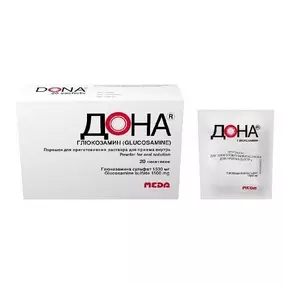 DONA®
20 sachets
ДОНА®
ГЛЮКОЗАМИН (GLUCOSAMINE)
Порошок для приготовления раствора для приема внутрь
Powder for oral solution
20 пакетиков
Глюкозамина сульфат 1500 мг
Glucosamine sulfate 1500 mg
MEDA
ДОНА®